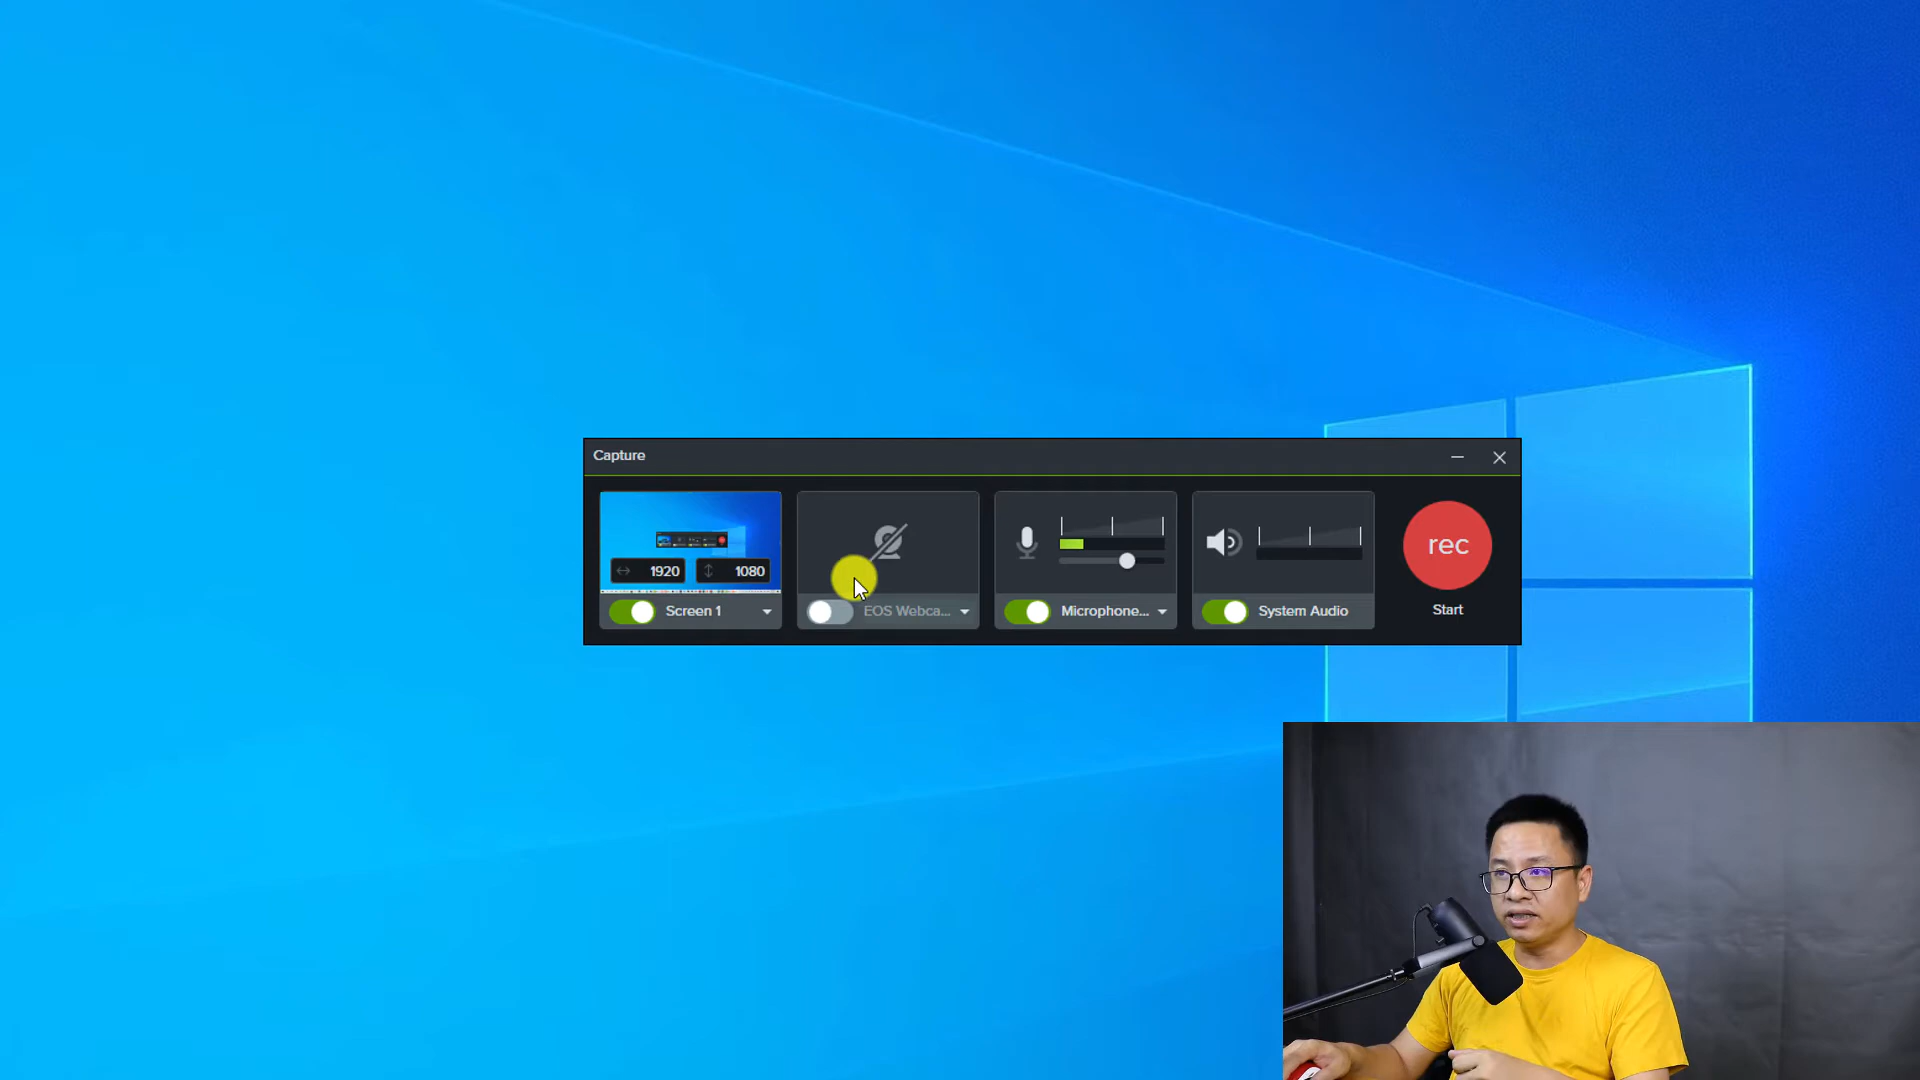 Capture
1920
1080
Screen 1
EOS Webca...
Microphone...
System Audio
rec
Start